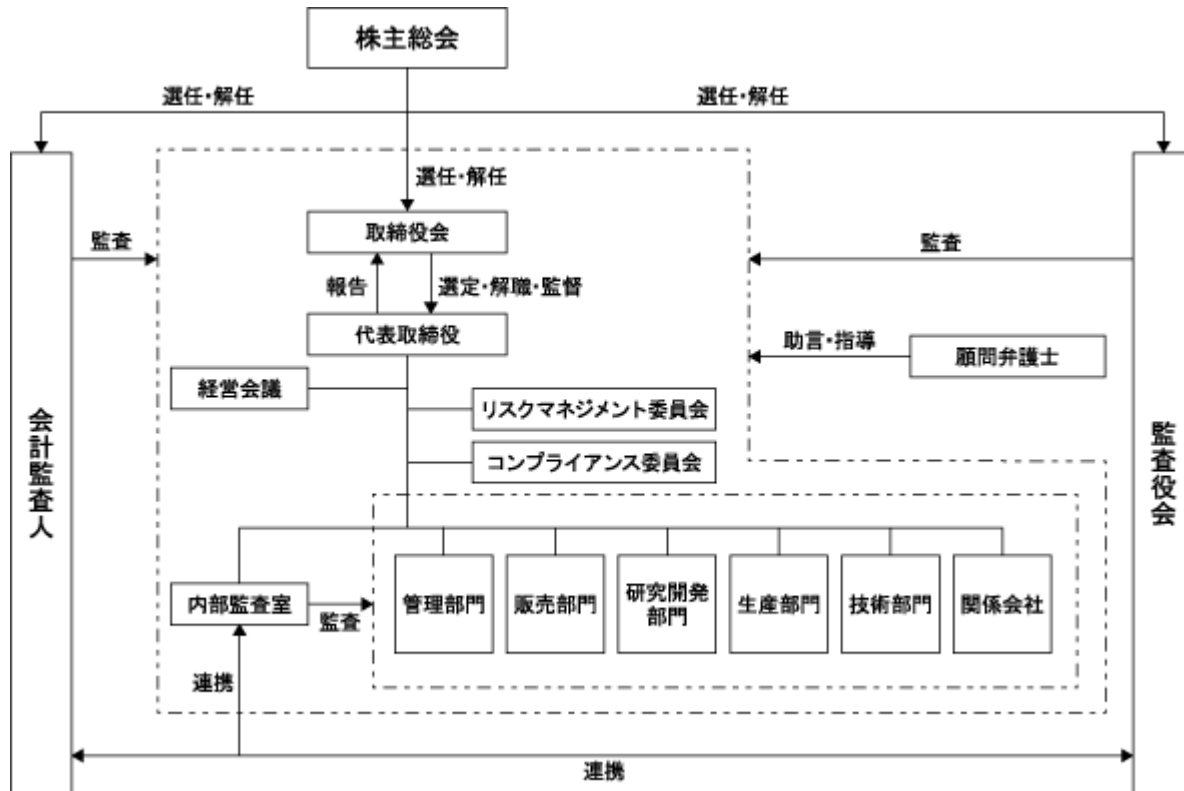 株主総会
選任・解任
選任・解任
選任・解任
取締役会
監査
監査
報告
選定・解職・監督
代表取締役
助言・指導
顧問弁護士
経営会議
リスクマネジメント委員会
コンプライアンス委員会
会計監査人
監査役会
内部監査室
監査
管理部門
販売部門
研究開発
部門
生産部門
技術部門
関係会社
連携
連携